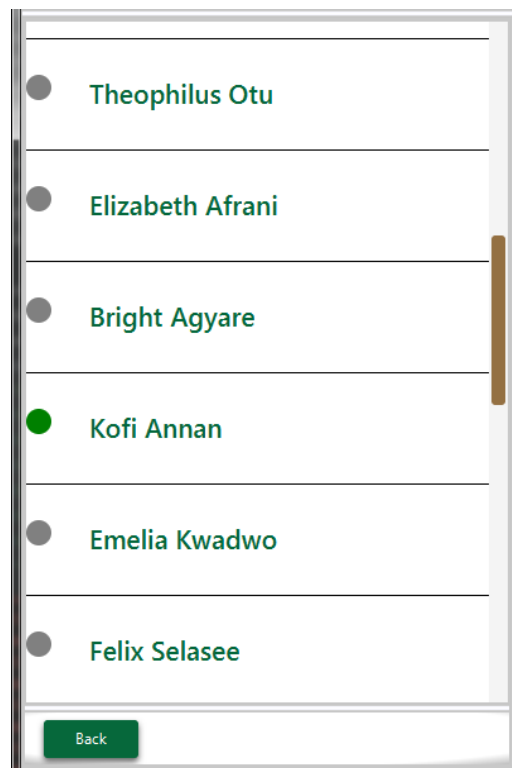 Theophilus Otu
Elizabeth Afrani
Bright Agyare
Kofi Annan
Emelia Kwadwo
Felix Selasee
Back